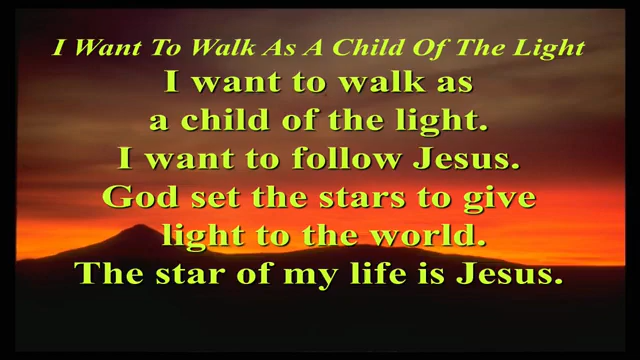 I Want To Walk As A Child Of The Light
I want to walk as
a child of the light.
I want to follow Jesus.
God set the stars to give
light to the world.
The star of my life is Jesus.